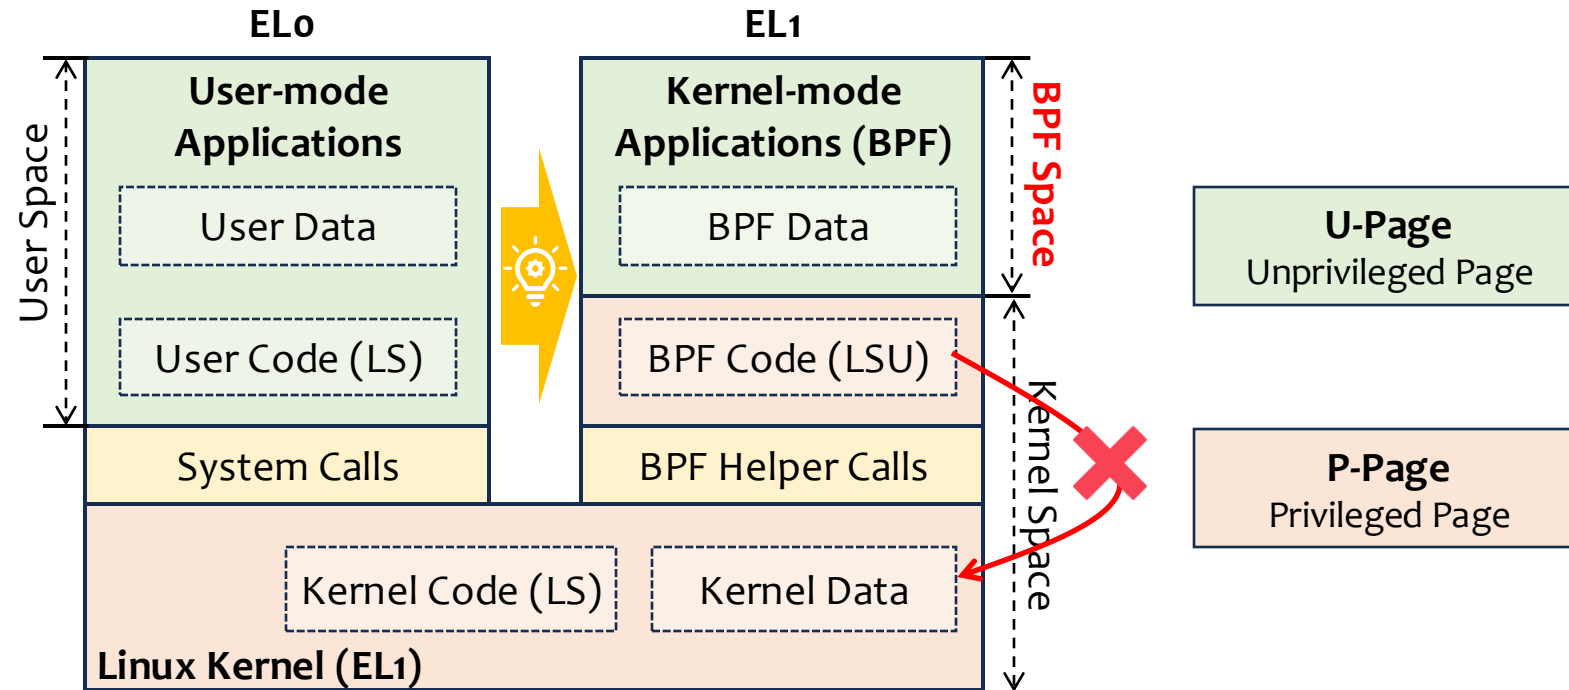 EL0
EL1
User Space
User-mode
Applications
User Data
User Code (LS)
System Calls
Kernel-mode
Applications (BPF)
BPF Data
BPF Code (LSU)
BPF Helper Calls
BPF Space
Kernel Space
Kernel Code (LS)
Kernel Data
Linux Kernel (EL1)
U-Page
Unprivileged Page
P-Page
Privileged Page